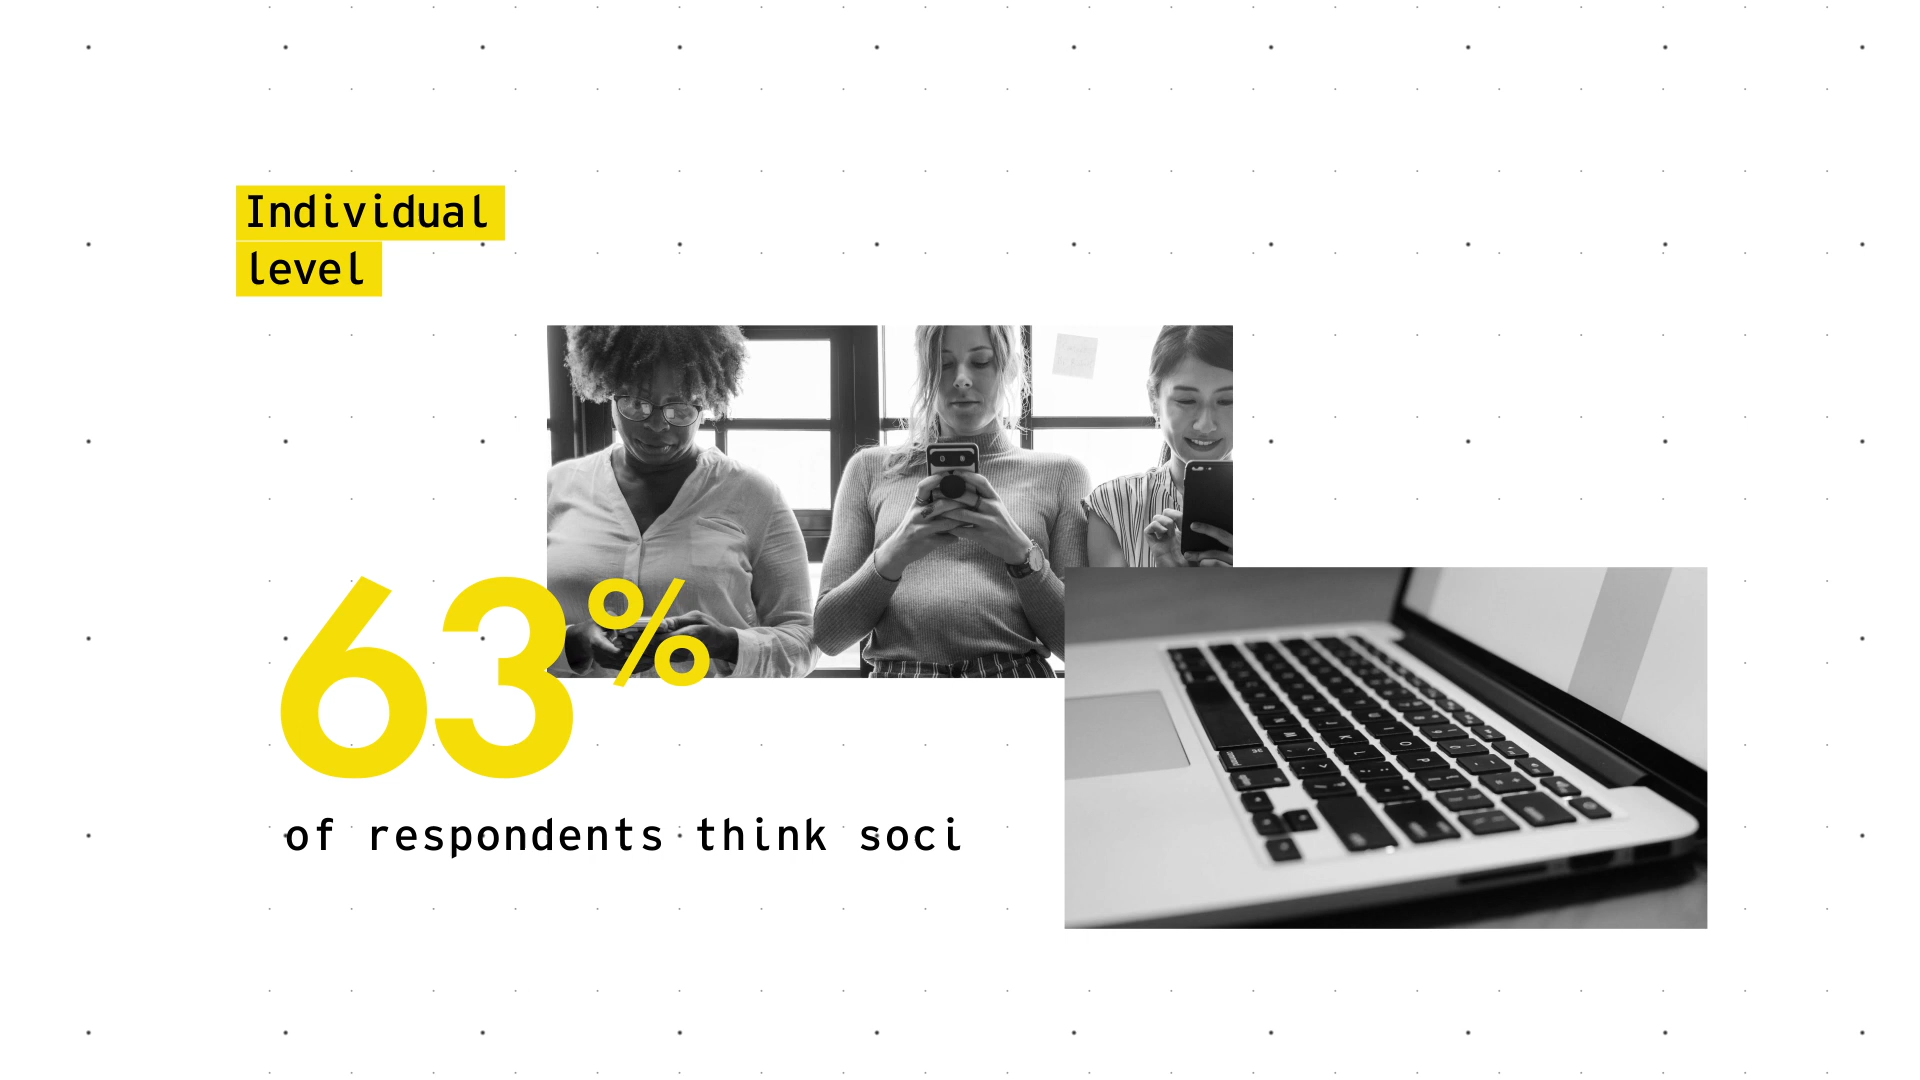 Individual
level
63%
of respondents think soci